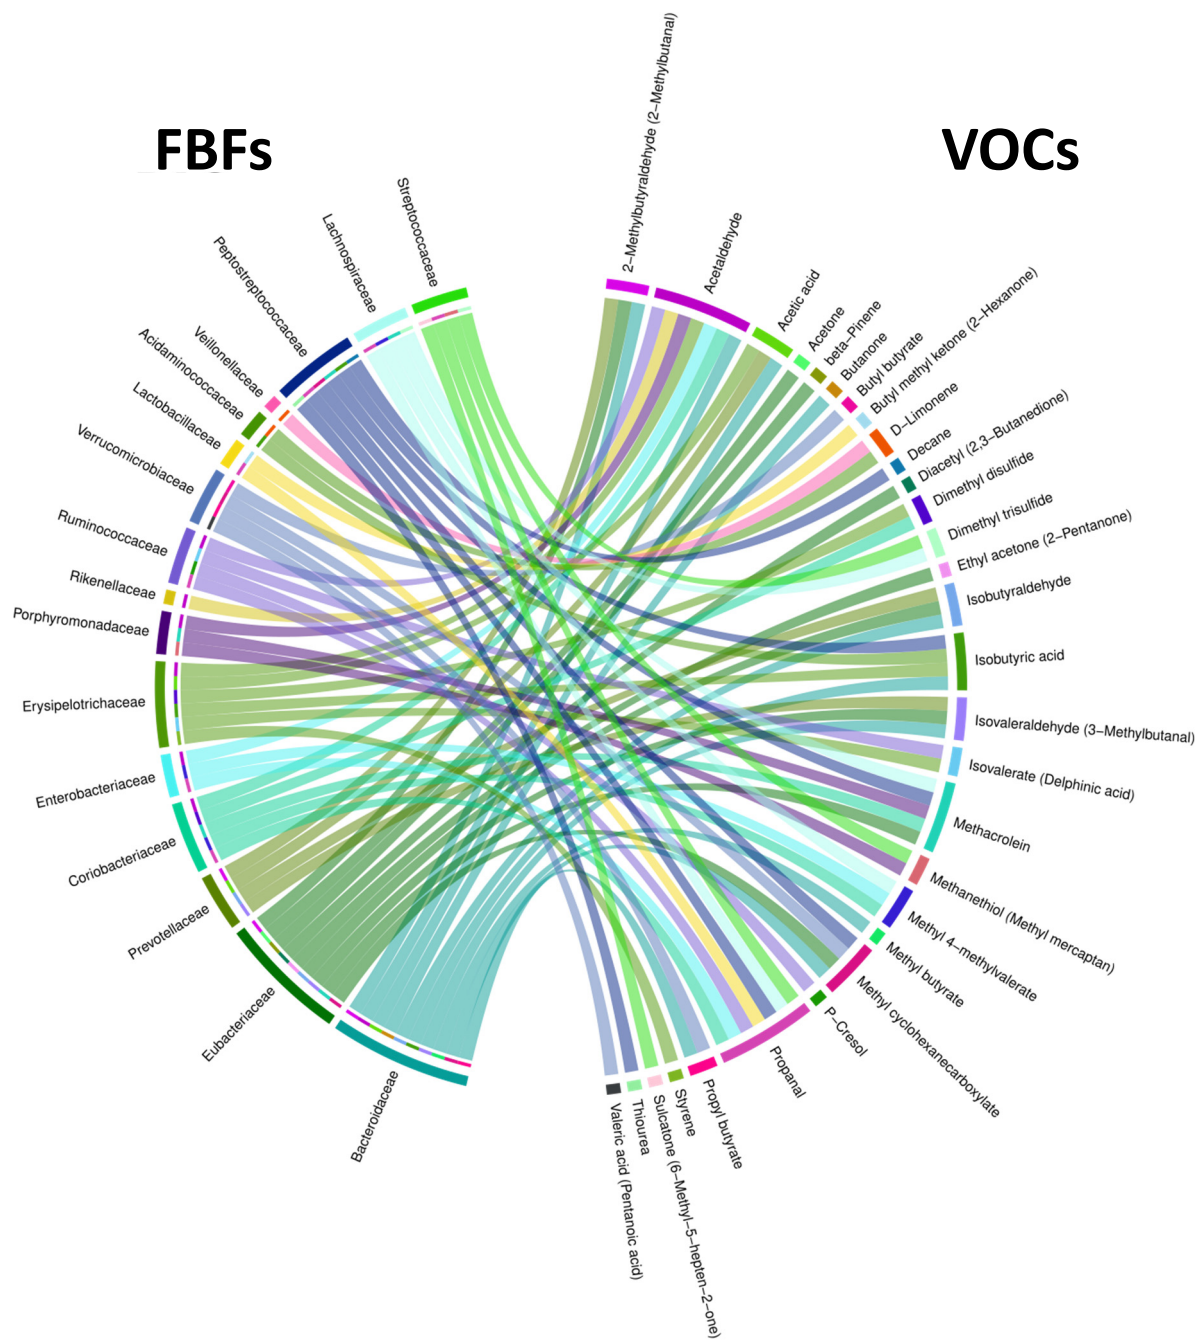 FBFs
VOCs
Streptococcaceae
Lachnospiraceae
Peptostreptococcaceae
Veillonellaceae
Acidaminococcaceae
Lactobacillaceae
Verrucomicrobiaceae
Ruminococcaceae
Rikenellaceae
Porphyromonadaceae
Erysipelotrichaceae
Enterobacteriaceae
Coriobacteriaceae
Prevotellaceae
Eubacteriaceae
Bacteroidaceae
2−Methylbutyraldehyde (2−Methylbutanal)
Acetaldehyde
Acetic acid
Acetone
beta−Pinene
Butanone
Butyl butyrate
Butyl methyl ketone (2−Hexanone)
D−Limonene
Decane
Diacetyl (2,3−Butanedione)
Dimethyl disulfide
Dimethyl trisulfide
Ethyl acetone (2−Pentanone)
Isobutyraldehyde
Isobutyric acid
Isovaleraldehyde (3−Methylbutanal)
Isovalerate (Delphinic acid)
Methacrolein
Methanethiol (Methyl mercaptan)
Methyl 4−methylvalerate
Methyl butyrate
Methyl cyclohexanecarboxylate
P−Cresol
Propanal
Propyl butyrate
Styrene
Sulcatone (6−Methyl−5−hepten−2−one)
Thiourea
Valeric acid (Pentanoic acid)